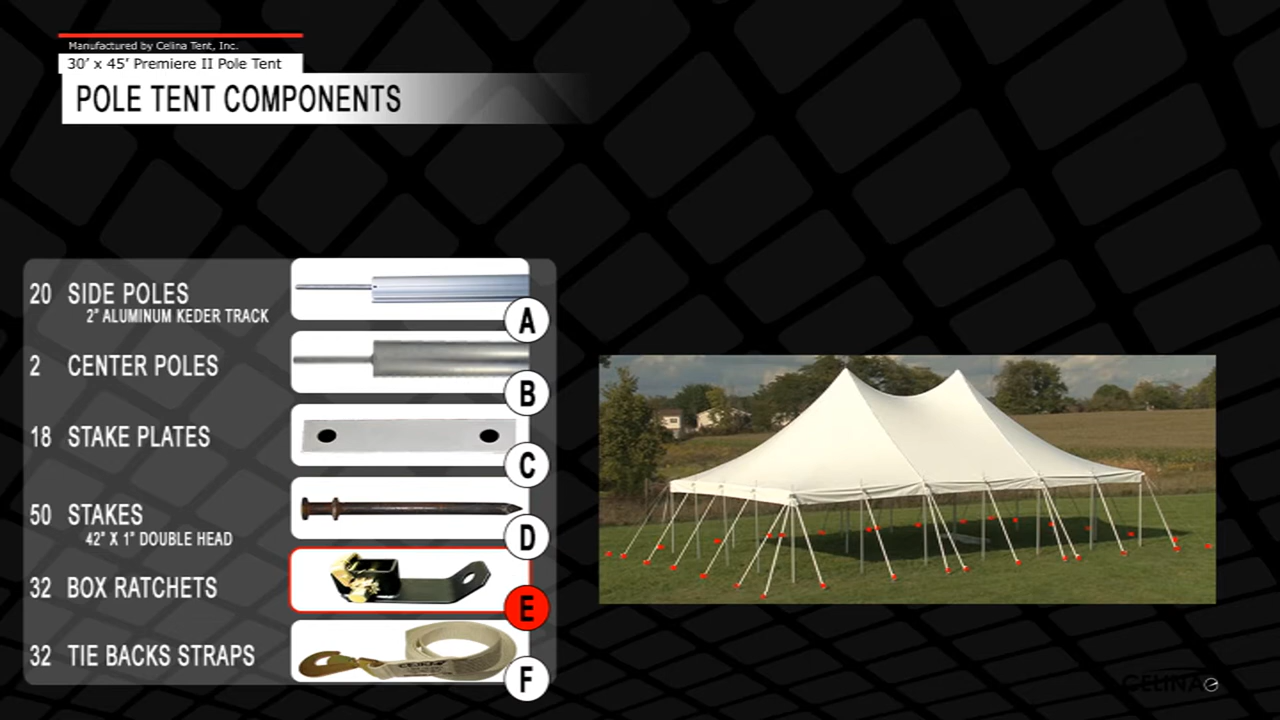 Manufactured by Celina Tent, Inc.
30’ x 45’ Premiere II Pole Tent
POLE TENT COMPONENTS
20 SIDE POLES
2" ALUMINUM KEDER TRACK
A
2 CENTER POLES
B
18 STAKE PLATES
C
50 STAKES
42" X 1" DOUBLE HEAD
D
32 BOX RATCHETS
E
32 TIE BACKS STRAPS
F
CELINA